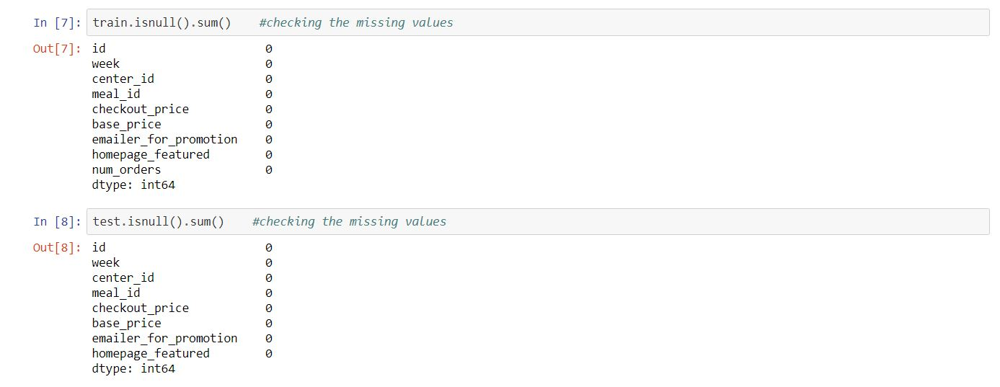 In [7]: train.isnull().sum()    #checking the missing values
Out[7]: id                       0
week                     0
center_id                0
meal_id                  0
checkout_price           0
base_price               0
emailer_for_promotion    0
homepage_featured        0
num_orders               0
dtype: int64
In [8]: test.isnull().sum()    #checking the missing values
Out[8]: id                       0
week                     0
center_id                0
meal_id                  0
checkout_price           0
base_price               0
emailer_for_promotion    0
homepage_featured        0
dtype: int64